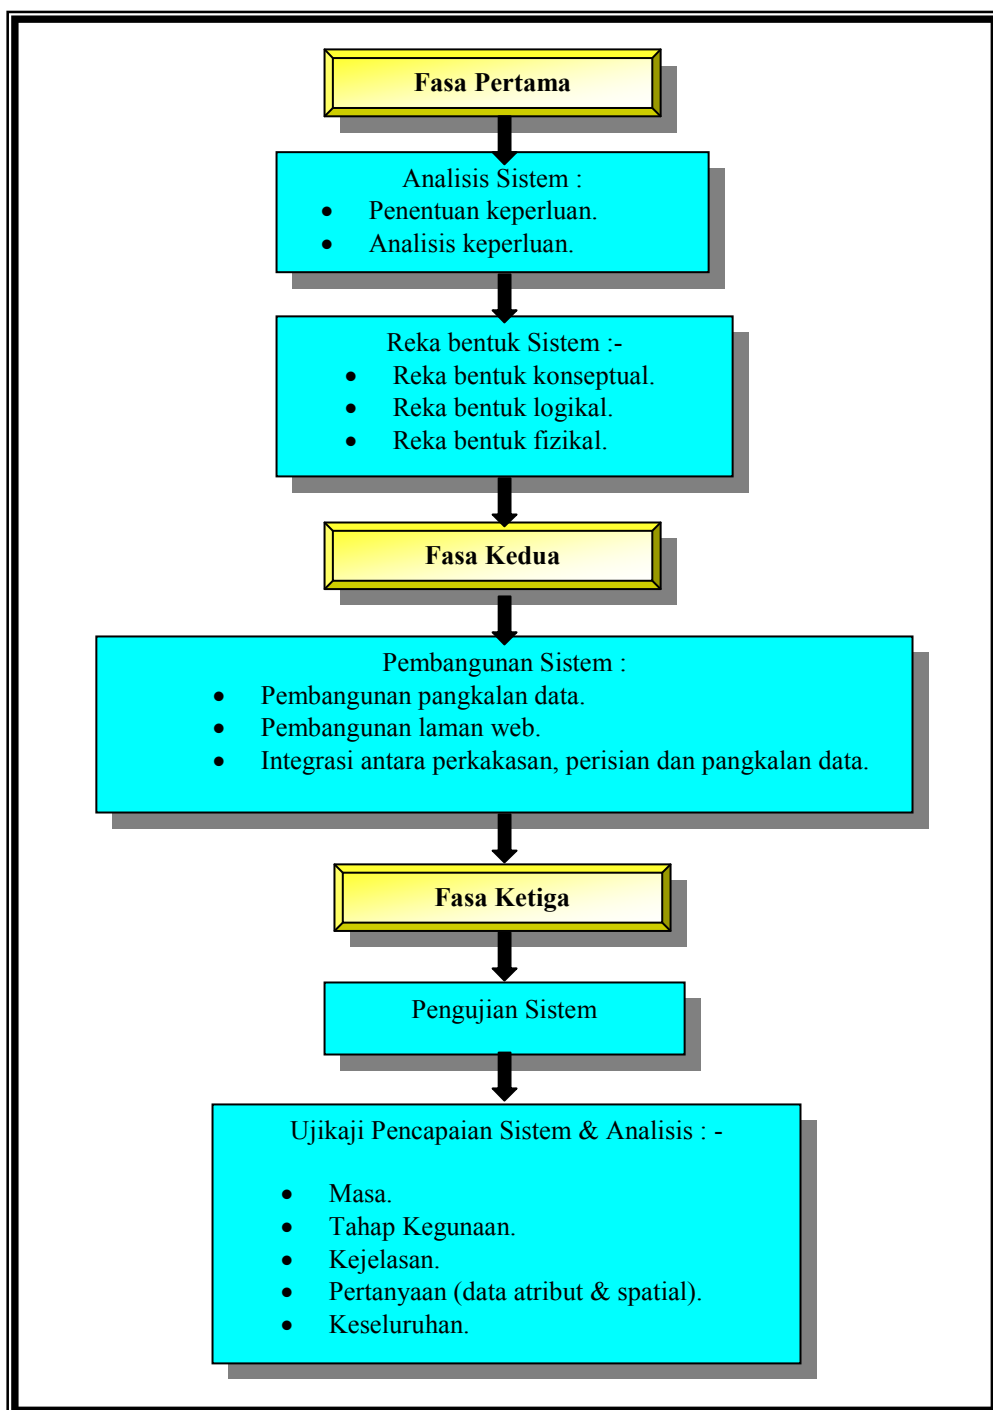 Fasa Pertama
Analisis Sistem :
• Penentuan keperluan.
• Analisis keperluan.
Reka bentuk Sistem :-
• Reka bentuk konseptual.
• Reka bentuk logikal.
• Reka bentuk fizikal.
Fasa Kedua
Pembangunan Sistem :
• Pembangunan pangkalan data.
• Pembangunan laman web.
• Integrasi antara perkakasan, perisian dan pangkalan data.
Fasa Ketiga
Pengujian Sistem
Ujikaji Pencapaian Sistem & Analisis : -
• Masa.
• Tahap Kegunaan.
• Kejelasan.
• Pertanyaan (data atribut & spatial).
• Keseluruhan.